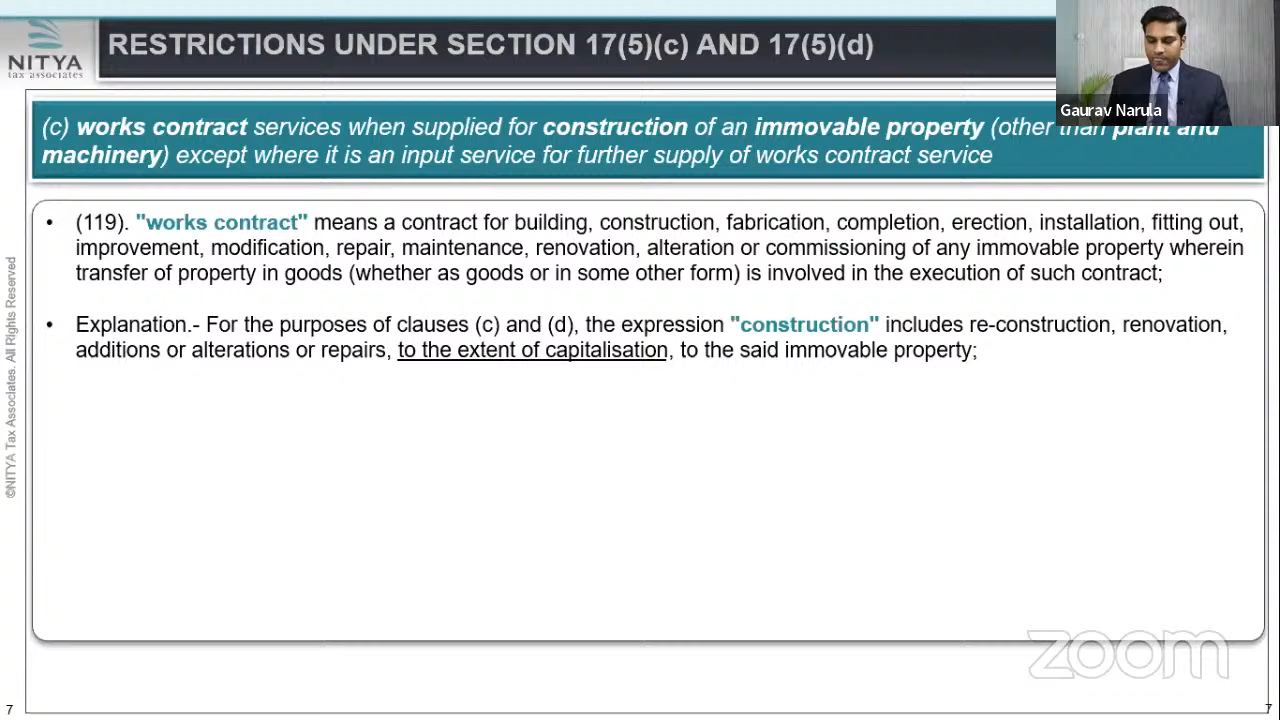 NITYA
tax associates
RESTRICTIONS UNDER SECTION 17(5)(c) AND 17(5)(d)
Gaurav Narula
(c) works contract services when supplied for construction of an immovable property (other than plant and
machinery) except where it is an input service for further supply of works contract service
• (119). "works contract" means a contract for building, construction, fabrication, completion, erection, installation, fitting out,
improvement, modification, repair, maintenance, renovation, alteration or commissioning of any immovable property wherein
transfer of property in goods (whether as goods or in some other form) is involved in the execution of such contract;
• Explanation.- For the purposes of clauses (c) and (d), the expression "construction" includes re-construction, renovation,
additions or alterations or repairs, to the extent of capitalisation, to the said immovable property;
©NITYA Tax Associates. All Rights Reserved
zoom
7
7